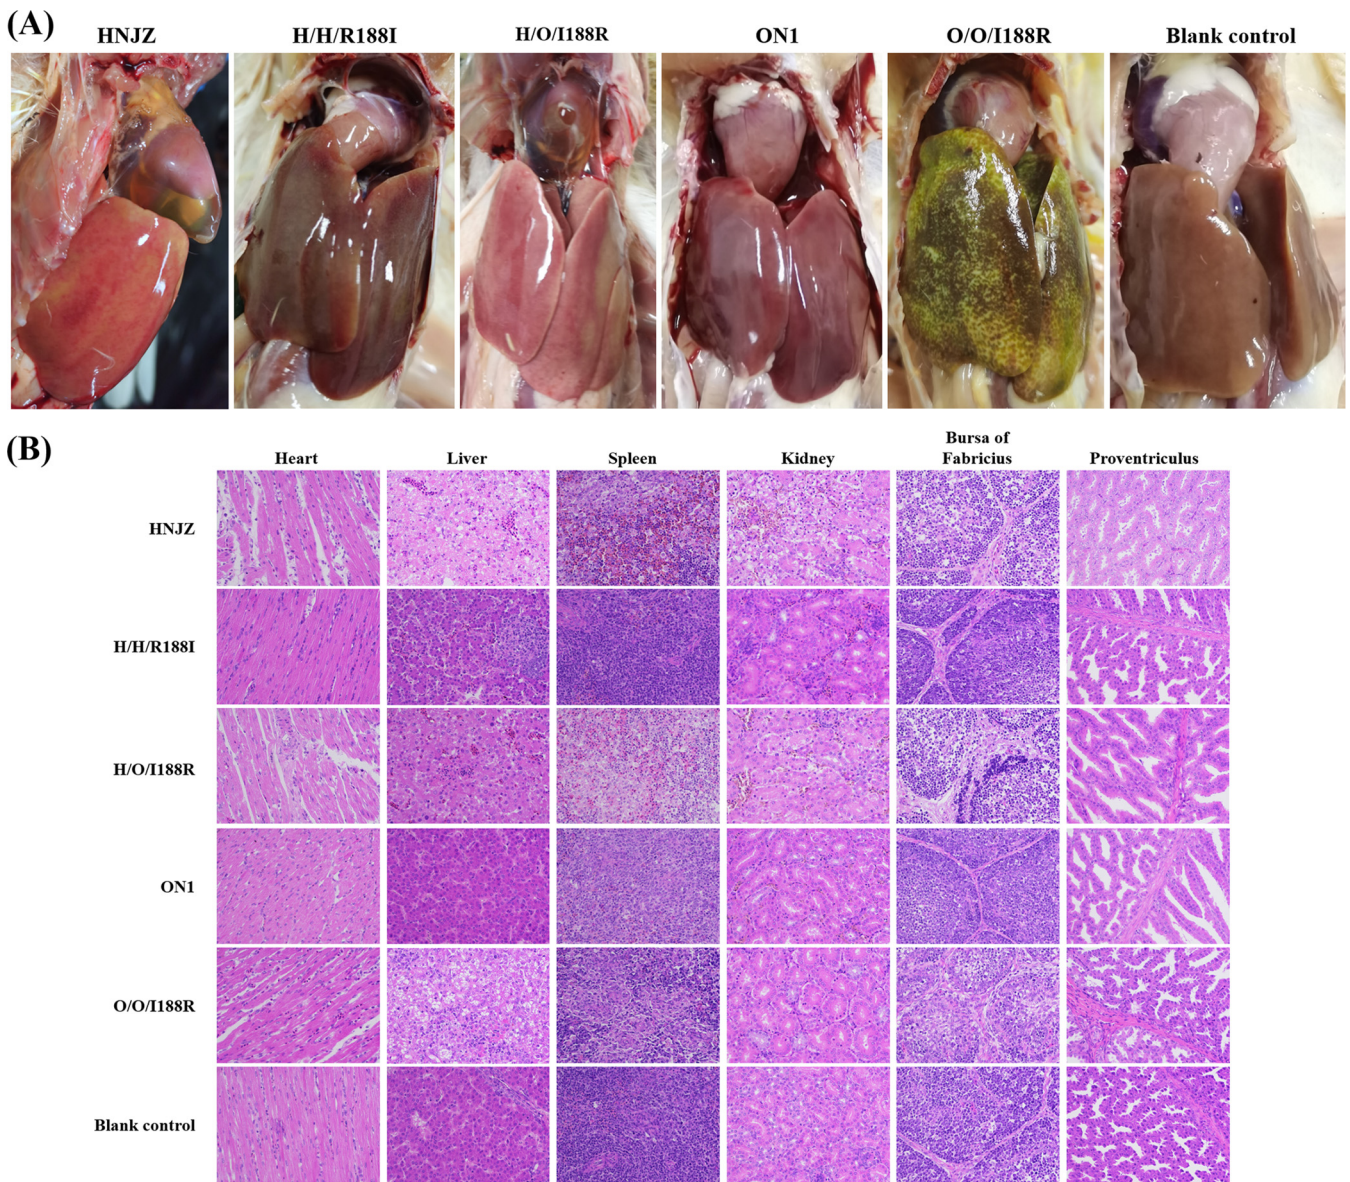 (A)
HNJZ
H/H/R188I
H/O/I188R
ON1
O/O/I188R
Blank control
(B)
Heart
Liver
Spleen
Kidney
Bursa of
Fabricius
Proventriculus
HNJZ
H/H/R188I
H/O/I188R
ON1
O/O/I188R
Blank control